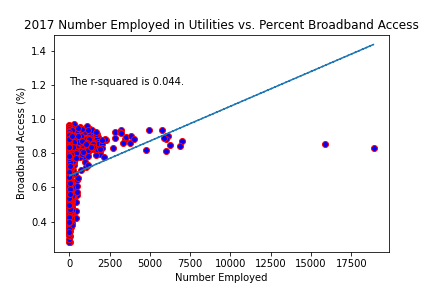 2017 Number Employed in Utilities vs. Percent Broadband Access
1.4
The r-squared is 0.044.
1.2
1.0
0.8
0.6
0.4
Broadband Access (%)
0 2500 5000 7500 10000 12500 15000 17500
Number Employed